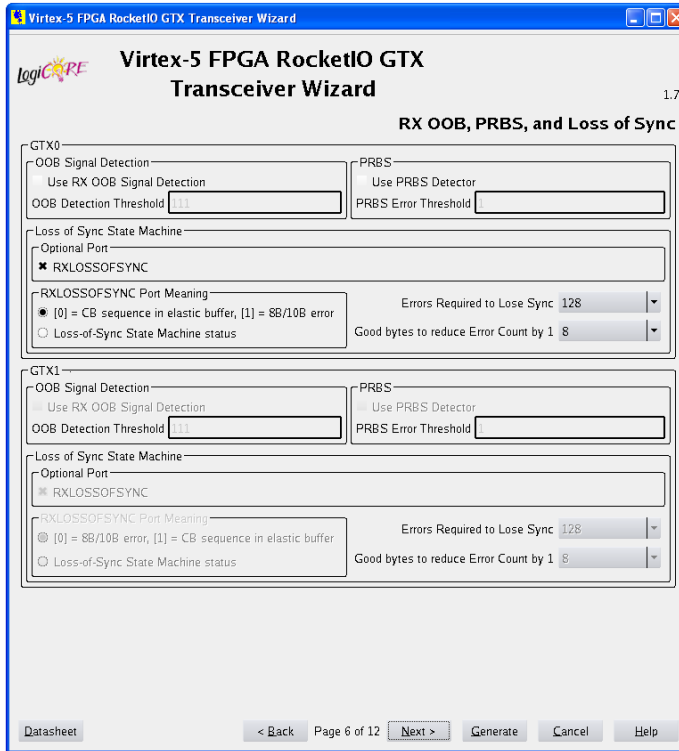 Virtex-5 FPGA RocketIO GTX Transceiver Wizard
LogiCORE
Virtex-5 FPGA RocketIO GTX
Transceiver Wizard
1.7
RX OOB, PRBS, and Loss of Sync
GTX0
OOB Signal Detection
Use RX OOB Signal Detection
OOB Detection Threshold 111
PRBS
Use PRBS Detector
PRBS Error Threshold 1
Loss of Sync State Machine
Optional Port
RXLOSSOFSYNC
RXLOSSOFSYNC Port Meaning
[0] = CB sequence in elastic buffer, [1] = 8B/10B error
Loss-of-Sync State Machine status
Errors Required to Lose Sync 128
Good bytes to reduce Error Count by 1 8
GTX1
OOB Signal Detection
Use RX OOB Signal Detection
OOB Detection Threshold 111
PRBS
Use PRBS Detector
PRBS Error Threshold 1
Loss of Sync State Machine
Optional Port
RXLOSSOFSYNC
RXLOSSOFSYNC Port Meaning
[0] = 8B/10B error, [1] = CB sequence in elastic buffer
Loss-of-Sync State Machine status
Errors Required to Lose Sync 128
Good bytes to reduce Error Count by 1 8
Datasheet < Back Page 6 of 12 Next > Generate Cancel Help